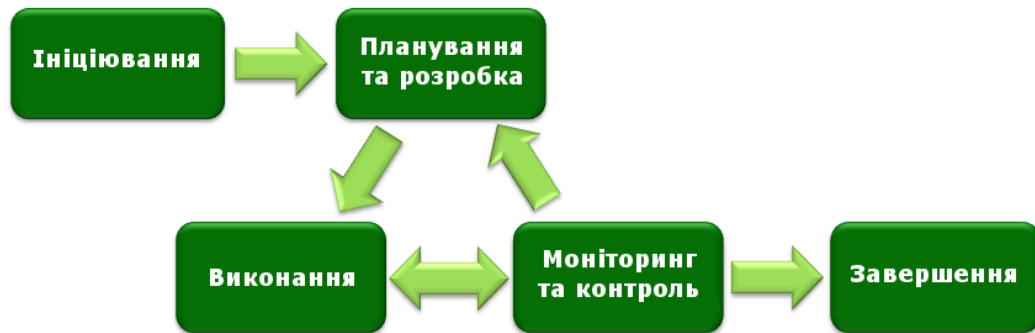 Ініціювання
Планування
та розробка
Виконання
Моніторинг
та контроль
Завершення